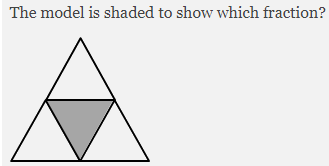 The model is shaded to show which fraction?